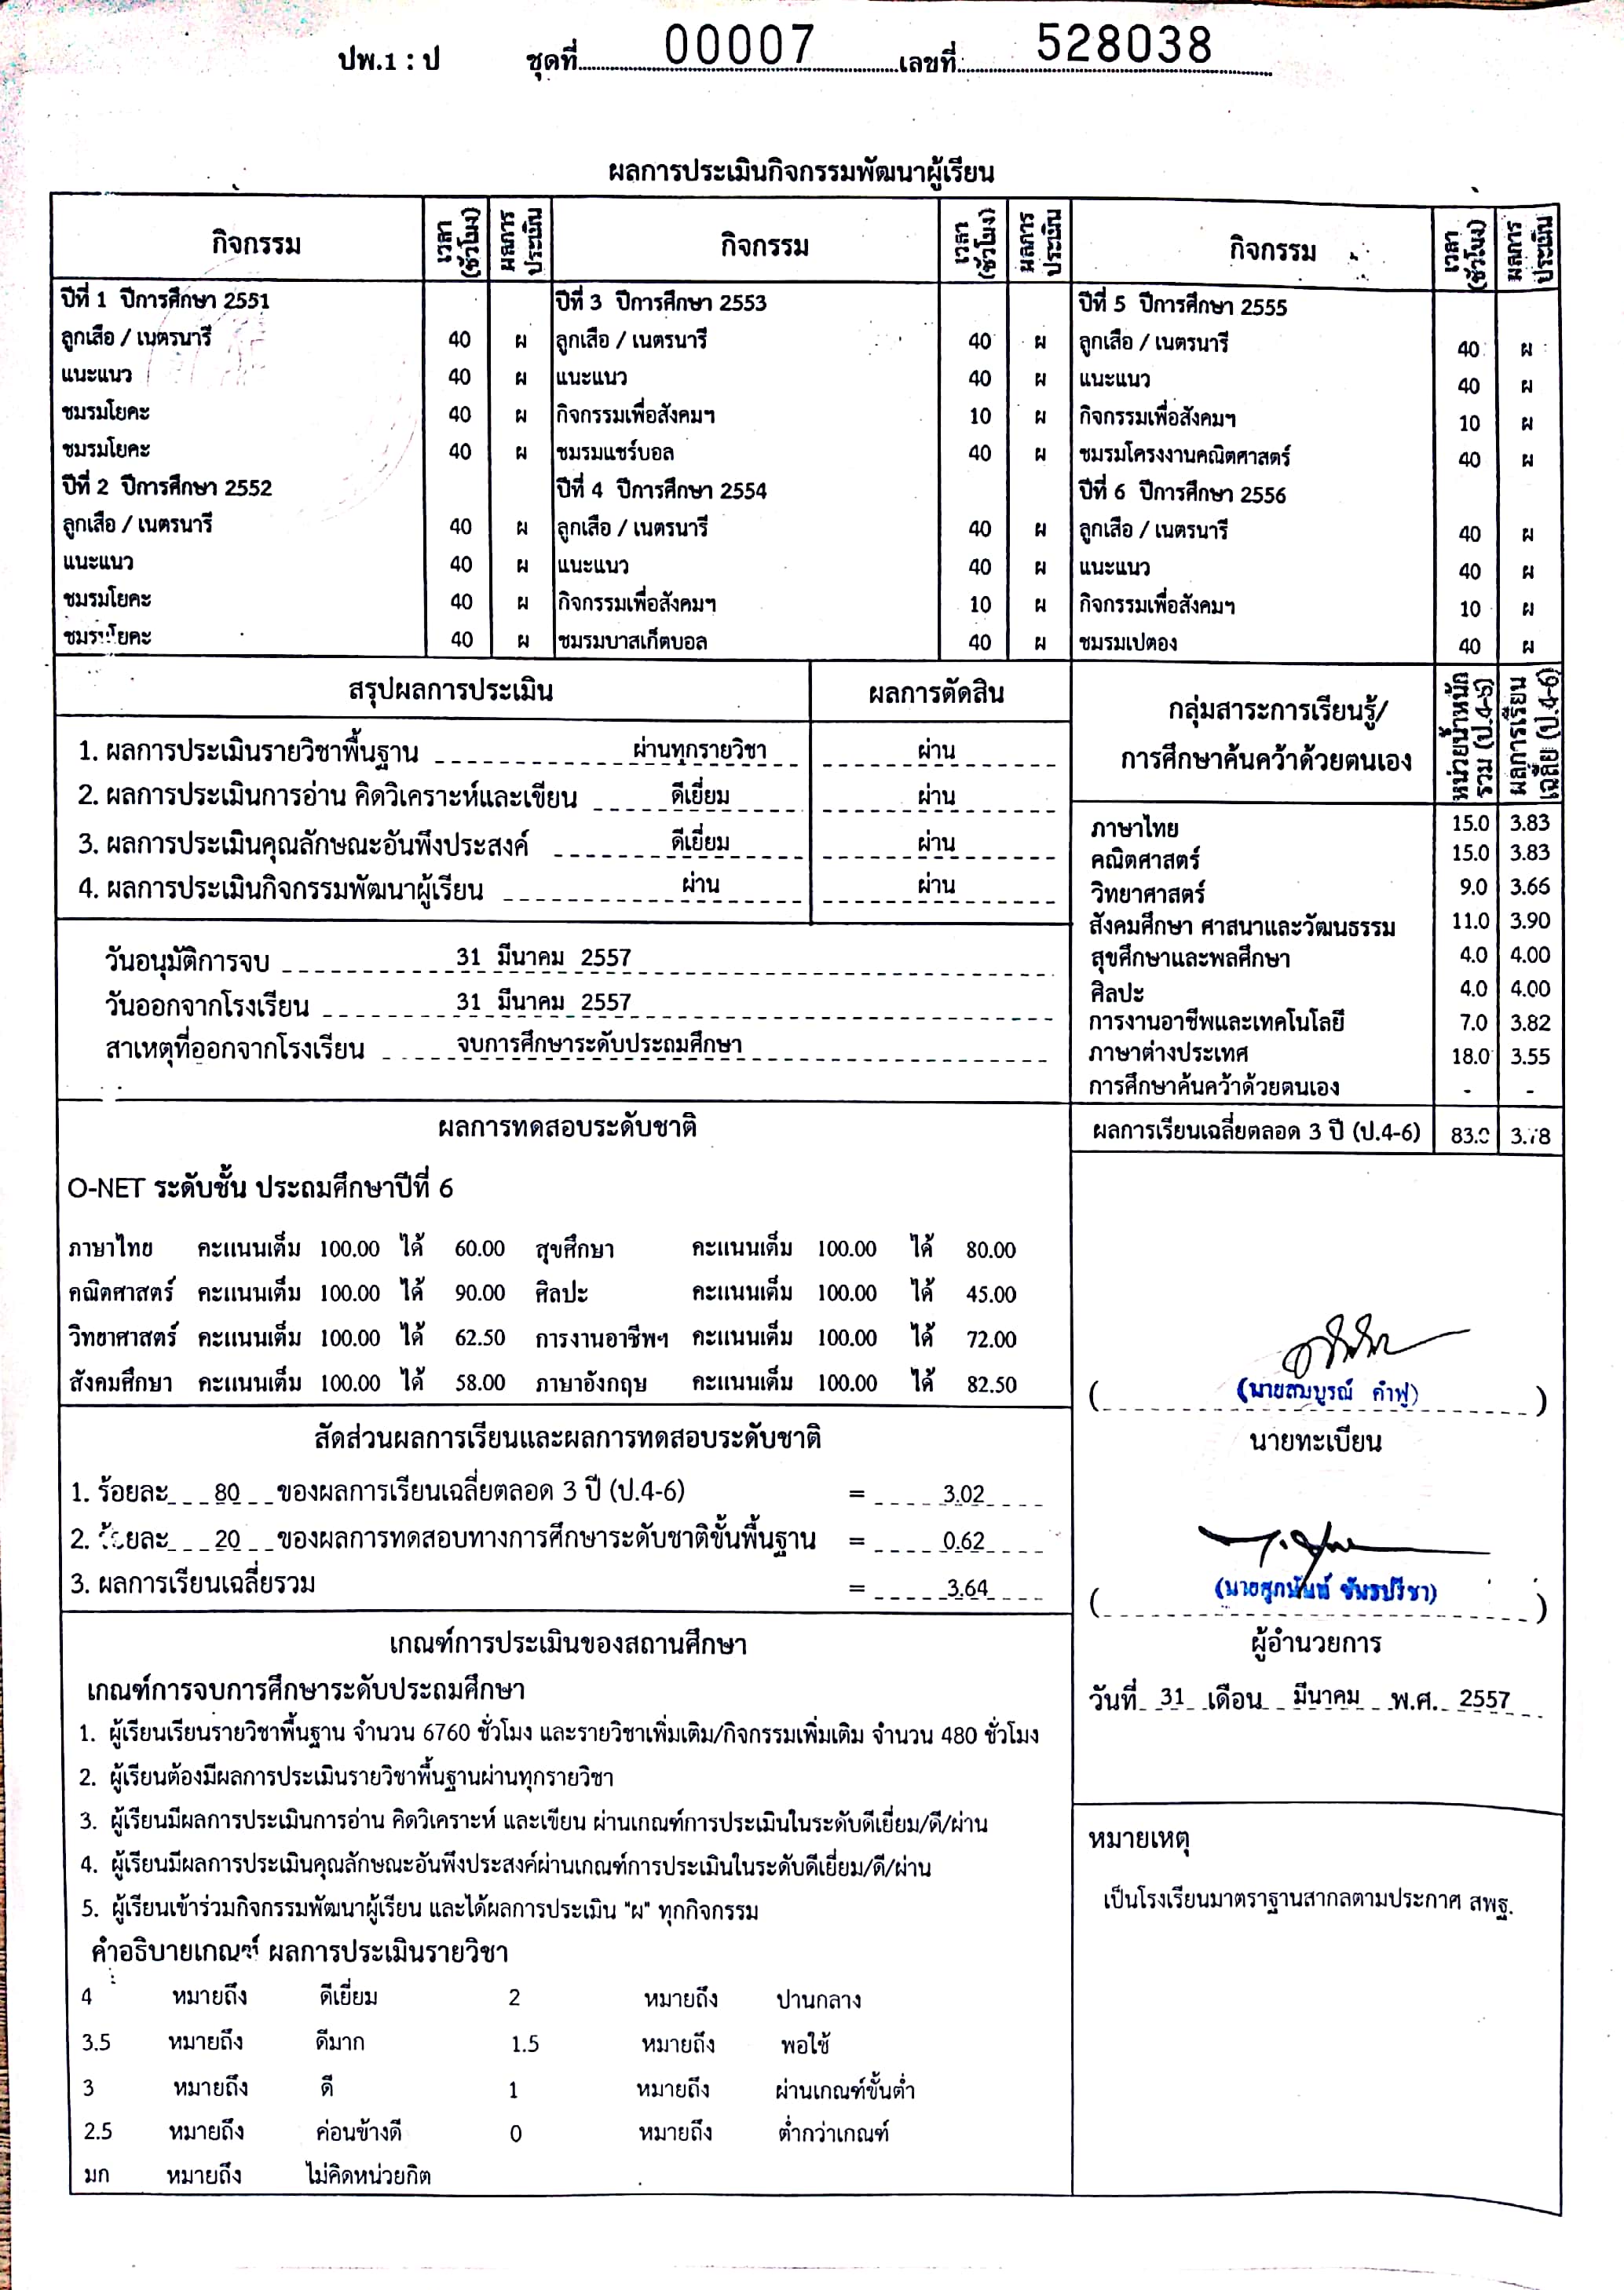 ปพ.1 : ป ชุดที่ 00007 เลขที่ 528038
ผลการประเมินกิจกรรมพัฒนาผู้เรียน
กิจกรรม เวลา (ชั่วโมง) ผลการประเมิน กิจกรรม เวลา (ชั่วโมง) ผลการประเมิน กิจกรรม เวลา (ชั่วโมง) ผลการประเมิน
ปีที่ 1 ปีการศึกษา 2551 ปีที่ 3 ปีการศึกษา 2553 ปีที่ 5 ปีการศึกษา 2555
ลูกเสือ / เนตรนารี 40 ผ ลูกเสือ / เนตรนารี 40 ผ ลูกเสือ / เนตรนารี 40 ผ
แนะแนว 40 ผ แนะแนว 40 ผ แนะแนว 40 ผ
ชมรมโยคะ 40 ผ กิจกรรมเพื่อสังคมฯ 10 ผ กิจกรรมเพื่อสังคมฯ 10 ผ
ชมรมโยคะ 40 ผ ชมรมแชร์บอล 40 ผ ชมรมโครงงานคณิตศาสตร์ 40 ผ
ปีที่ 2 ปีการศึกษา 2552 ปีที่ 4 ปีการศึกษา 2554 ปีที่ 6 ปีการศึกษา 2556
ลูกเสือ / เนตรนารี 40 ผ ลูกเสือ / เนตรนารี 40 ผ ลูกเสือ / เนตรนารี 40 ผ
แนะแนว 40 ผ แนะแนว 40 ผ แนะแนว 40 ผ
ชมรมโยคะ 40 ผ กิจกรรมเพื่อสังคมฯ 10 ผ กิจกรรมเพื่อสังคมฯ 10 ผ
ชมรมโยคะ 40 ผ ชมรมบาสเก็ตบอล 40 ผ ชมรมเปตอง 40 ผ
สรุปผลการประเมิน ผลการตัดสิน
1. ผลการประเมินรายวิชาพื้นฐาน ผ่านทุกรายวิชา ผ่าน
2. ผลการประเมินการอ่าน คิดวิเคราะห์และเขียน ดีเยี่ยม ผ่าน
3. ผลการประเมินคุณลักษณะอันพึงประสงค์ ดีเยี่ยม ผ่าน
4. ผลการประเมินกิจกรรมพัฒนาผู้เรียน ผ่าน ผ่าน
วันอนุมัติการจบ 31 มีนาคม 2557
วันออกจากโรงเรียน 31 มีนาคม 2557
สาเหตุที่ออกจากโรงเรียน จบการศึกษาระดับประถมศึกษา
กลุ่มสาระการเรียนรู้/ การศึกษาค้นคว้าด้วยตนเอง หน่วยน้ำหนักรวม (ป.4-6) ผลการเรียนเฉลี่ย (ป.4-6)
ภาษาไทย 15.0 3.83
คณิตศาสตร์ 15.0 3.83
วิทยาศาสตร์ 9.0 3.66
สังคมศึกษา ศาสนาและวัฒนธรรม 11.0 3.90
สุขศึกษาและพลศึกษา 4.0 4.00
ศิลปะ 4.0 4.00
การงานอาชีพและเทคโนโลยี 7.0 3.82
ภาษาต่างประเทศ 18.0 3.55
การศึกษาค้นคว้าด้วยตนเอง - -
ผลการเรียนเฉลี่ยตลอด 3 ปี (ป.4-6) 83.0 3.78
ผลการทดสอบระดับชาติ
O-NET ระดับชั้น ประถมศึกษาปีที่ 6
ภาษาไทย คะแนนเต็ม 100.00 ได้ 60.00 สุขศึกษา คะแนนเต็ม 100.00 ได้ 80.00
คณิตศาสตร์ คะแนนเต็ม 100.00 ได้ 90.00 ศิลปะ คะแนนเต็ม 100.00 ได้ 45.00
วิทยาศาสตร์ คะแนนเต็ม 100.00 ได้ 62.50 การงานอาชีพฯ คะแนนเต็ม 100.00 ได้ 72.00
สังคมศึกษา คะแนนเต็ม 100.00 ได้ 58.00 ภาษาอังกฤษ คะแนนเต็ม 100.00 ได้ 82.50
สัดส่วนผลการเรียนและผลการทดสอบระดับชาติ
1. ร้อยละ 80 ของผลการเรียนเฉลี่ยตลอด 3 ปี (ป.4-6) = 3.02
2. ร้อยละ 20 ของผลการทดสอบทางการศึกษาระดับชาติขั้นพื้นฐาน = 0.62
3. ผลการเรียนเฉลี่ยรวม = 3.64
(นายสมบูรณ์ คำฟู)
นายทะเบียน
ผู้อำนวยการ
วันที่ 31 เดือน มีนาคม พ.ศ. 2557
เกณฑ์การประเมินของสถานศึกษา
เกณฑ์การจบการศึกษาระดับประถมศึกษา
1. ผู้เรียนเรียนรายวิชาพื้นฐาน จำนวน 6760 ชั่วโมง และรายวิชาเพิ่มเติม/กิจกรรมเพิ่มเติม จำนวน 480 ชั่วโมง
2. ผู้เรียนต้องมีผลการประเมินรายวิชาพื้นฐานผ่านทุกรายวิชา
3. ผู้เรียนมีผลการประเมินการอ่าน คิดวิเคราะห์ และเขียน ผ่านเกณฑ์การประเมินในระดับดีเยี่ยม/ดี/ผ่าน
4. ผู้เรียนมีผลการประเมินคุณลักษณะอันพึงประสงค์ผ่านเกณฑ์การประเมินในระดับดีเยี่ยม/ดี/ผ่าน
5. ผู้เรียนเข้าร่วมกิจกรรมพัฒนาผู้เรียน และได้ผลการประเมิน "ผ" ทุกกิจกรรม
คำอธิบายเกณฑ์ ผลการประเมินรายวิชา
4 หมายถึง ดีเยี่ยม 2 หมายถึง ปานกลาง
3.5 หมายถึง ดีมาก 1.5 หมายถึง พอใช้
3 หมายถึง ดี 1 หมายถึง ผ่านเกณฑ์ขั้นต่ำ
2.5 หมายถึง ค่อนข้างดี 0 หมายถึง ต่ำกว่าเกณฑ์
มก หมายถึง ไม่คิดหน่วยกิต
หมายเหตุ
เป็นโรงเรียนมาตราฐานสากลตามประกาศ สพฐ.